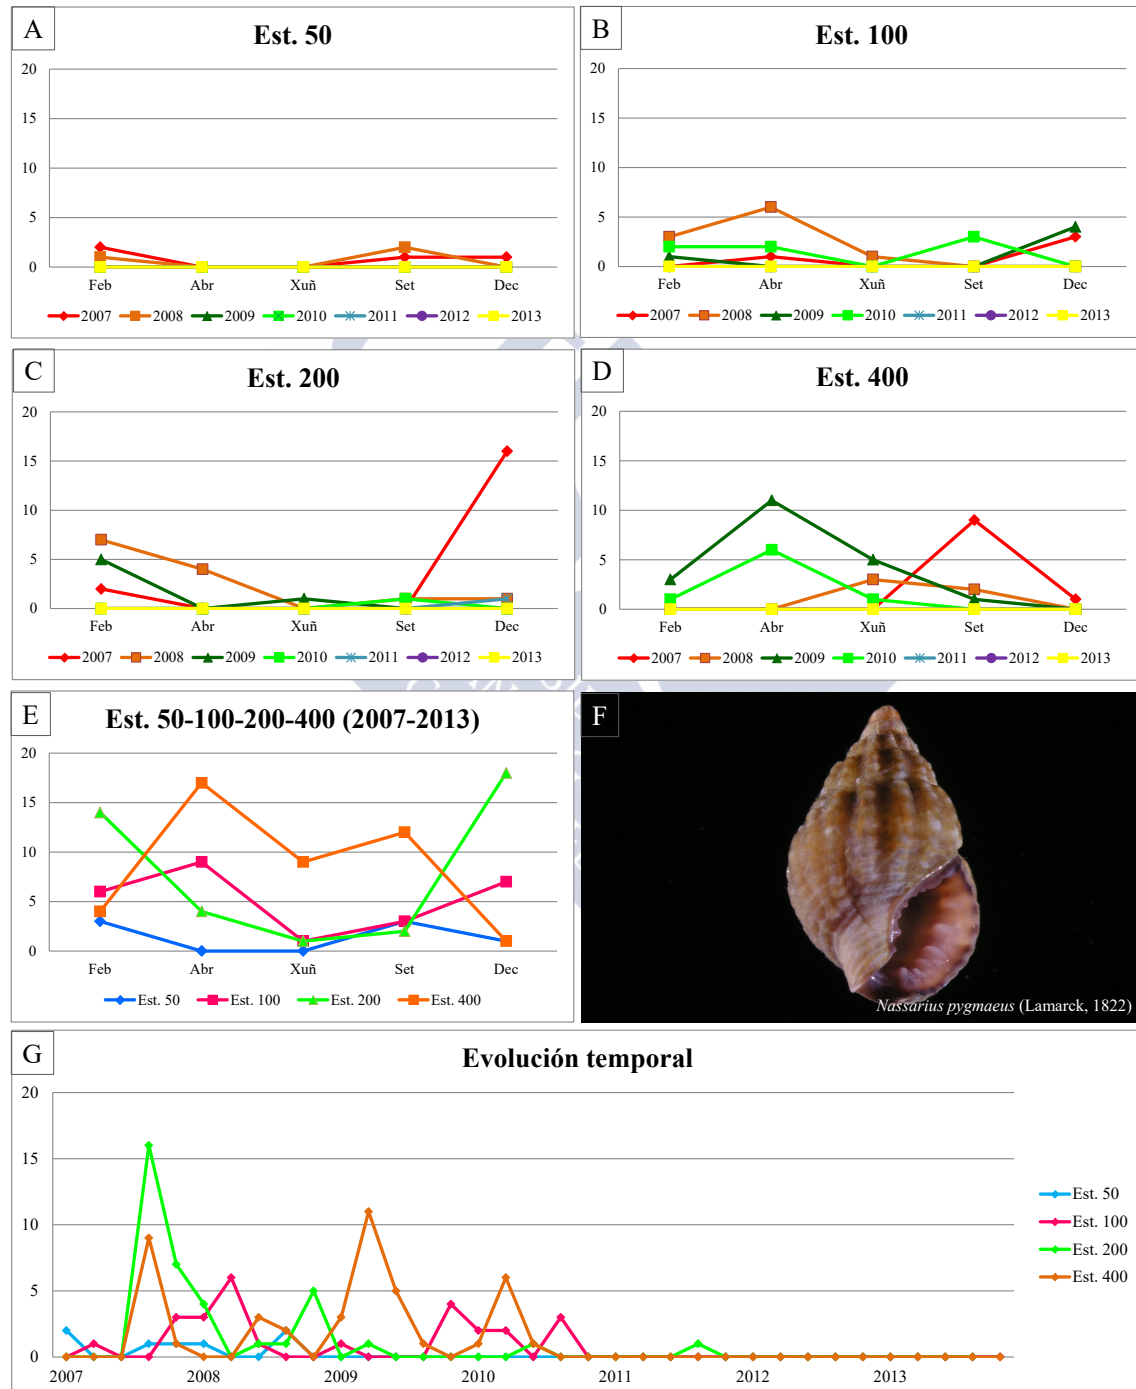 A
Est. 50
20
15
10
5
0
Feb Abr Xuñ Set Dec
2007 2008 2009 2010 2011 2012 2013
B
Est. 100
20
15
10
5
0
Feb Abr Xuñ Set Dec
2007 2008 2009 2010 2011 2012 2013
C
Est. 200
20
15
10
5
0
Feb Abr Xuñ Set Dec
2007 2008 2009 2010 2011 2012 2013
D
Est. 400
20
15
10
5
0
Feb Abr Xuñ Set Dec
2007 2008 2009 2010 2011 2012 2013
E
Est. 50-100-200-400 (2007-2013)
20
15
10
5
0
Feb Abr Xuñ Set Dec
Est. 50 Est. 100 Est. 200 Est. 400
F
Nassarius pygmaeus (Lamarck, 1822)
G
Evolución temporal
20
15
10
5
0
2007 2008 2009 2010 2011 2012 2013
Est. 50
Est. 100
Est. 200
Est. 400